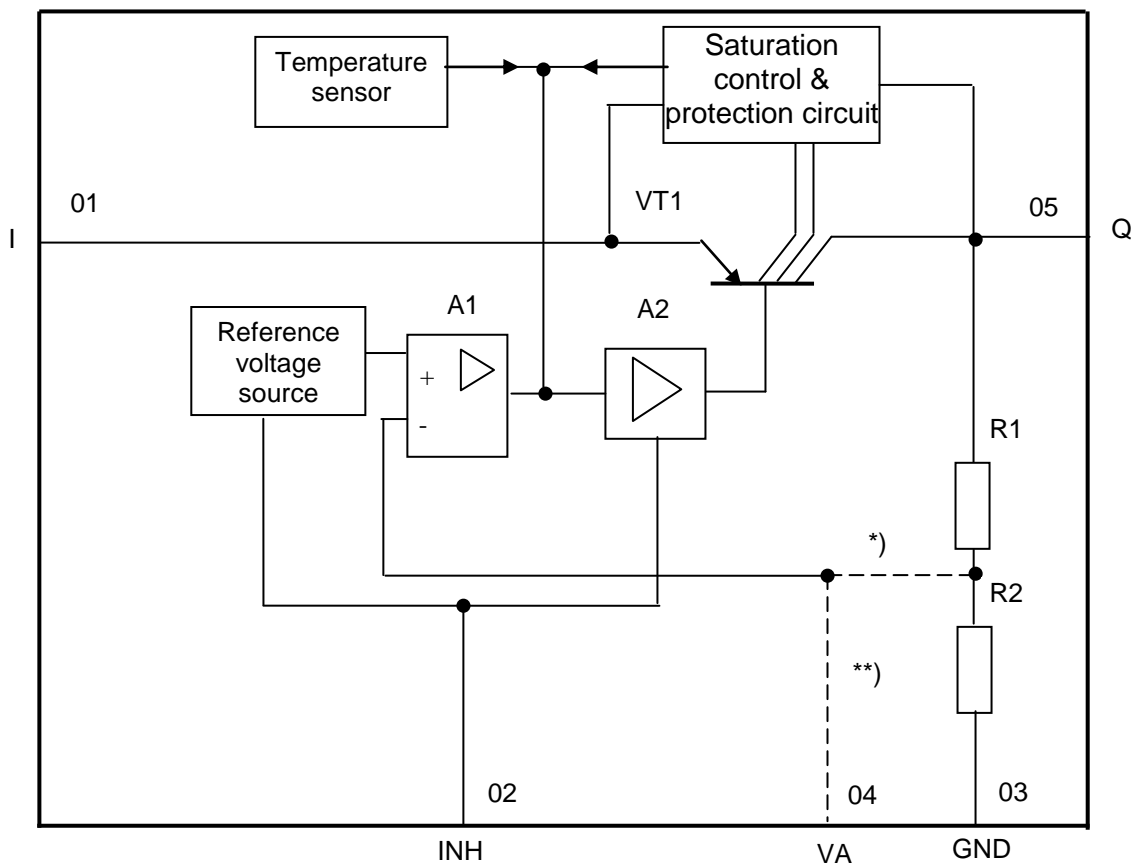 Temperature
sensor
Saturation
control &
protection circuit
01
VT1
05
I
Q
A1
A2
Reference
voltage
source
+
-
R1
*)
R2
**)
02
04
03
INH
VA
GND